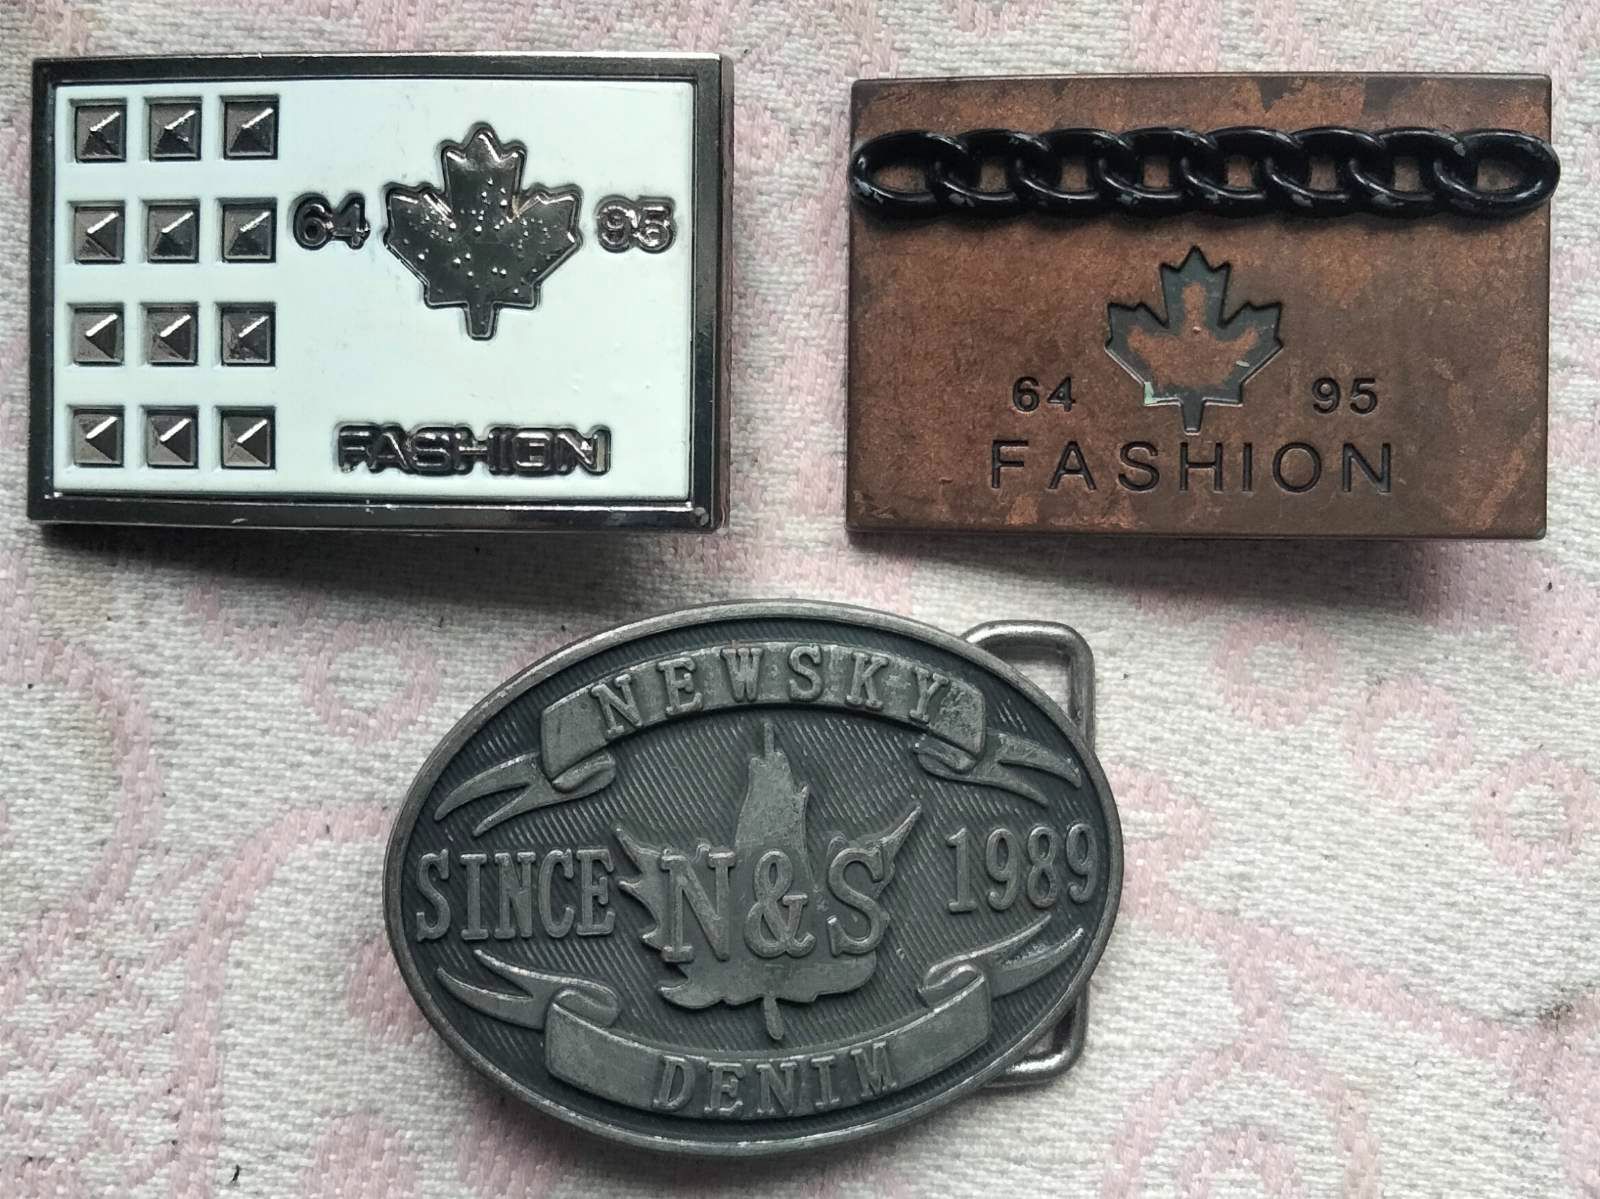 64 95
FASHION
64 95
FASHION
NEWSKY
SINCE N&S 1989
DENIM